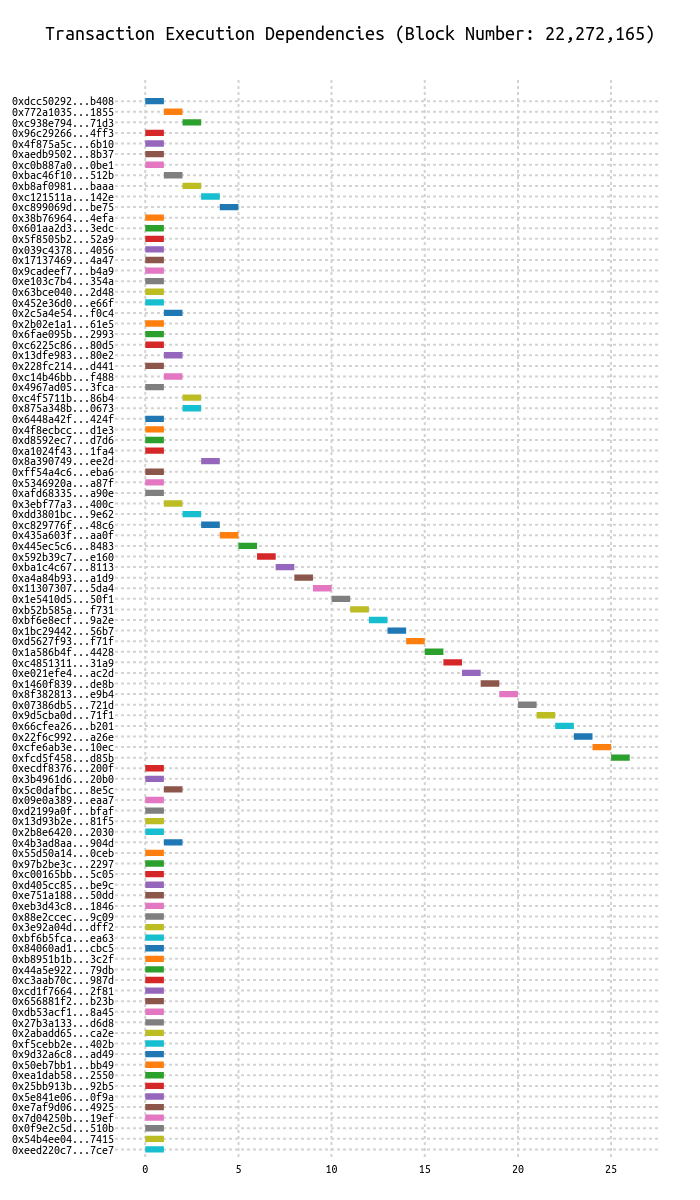 Transaction Execution Dependencies (Block Number: 22,272,165)
0xdcc50292...b408
0x772a1035...1855
0xc938e794...71d3
0x96c29266...4ff3
0x4f875a5c...6b10
0xaedb9502...8b37
0xc0b887a0...0be1
0xbac46f10...512b
0xb8af0981...baaa
0xc121511a...142e
0xc899069d...be75
0x38b76964...4efa
0x601aa2d3...3edc
0x5f8505b2...52a9
0x039c4378...4056
0x17137469...4a47
0x9cadeef7...b4a9
0xe103c7b4...354a
0x63bce040...2d48
0x452e36d0...e66f
0x2c5a4e54...f0c4
0x2b02e1a1...61e5
0x6fae095b...2993
0xc6225c86...80d5
0x13dfe983...80e2
0x228fc214...d441
0xc14b46bb...f488
0x4967ad05...3fca
0xc4f5711b...86b4
0x875a348b...0673
0x6448a42f...424f
0x4f8ecbcc...d1e3
0xd8592ec7...d7d6
0xa1024f43...1fa4
0x8a390749...ee2d
0xff54a4c6...eba6
0x5346920a...a87f
0xafd68335...a90e
0x3ebf77a3...400c
0xdd3801bc...9e62
0xc829776f...48c6
0x435a603f...aa0f
0x445ec5c6...8483
0x592b39c7...e160
0xba1c4c67...8113
0xa4a84b93...a1d9
0x11307307...5da4
0x1e5410d5...50f1
0xb52b585a...f731
0xbf6e8ecf...9a2e
0x1bc29442...56b7
0xd5627f93...f71f
0x1a586b4f...4428
0xc4851311...31a9
0xe021efe4...ac2d
0x1460f839...de8b
0x8f382813...e9b4
0x07386db5...721d
0x9d5cba0d...71f1
0x66cfea26...b201
0x22f6c992...a26e
0xcfe6ab3e...10ec
0xfcd5f458...d85b
0xecdf8376...200f
0x3b4961d6...20b0
0x5c0dafbc...8e5c
0x09e0a389...eaa7
0xd2199a0f...bfaf
0x13d93b2e...81f5
0x2b8e6420...2030
0x4b3ad8aa...904d
0x55d50a14...0ceb
0x97b2be3c...2297
0xc00165bb...5c05
0xd405cc85...be9c
0xe751a188...50dd
0xeb3d43c8...1846
0x88e2ccec...9c09
0x3e92a04d...dff2
0xbf6b5fca...ea63
0x84060ad1...cbc5
0xb8951b1b...3c2f
0x44a5e922...79db
0xc3aab70c...987d
0xcd1f7664...2f81
0x656881f2...b23b
0xdb53acf1...8a45
0x27b3a133...d6d8
0x2abadd65...ca2e
0xf5cebb2e...402b
0x9d32a6c8...ad49
0x50eb7bb1...bb49
0xea1dab58...2550
0x25bb913b...92b5
0x5e841e06...0f9a
0xe7af9d06...4925
0x7d04250b...19ef
0x0f9e2c5d...510b
0x54b4ee04...7415
0xeed220c7...7ce7
0 5 10 15 20 25